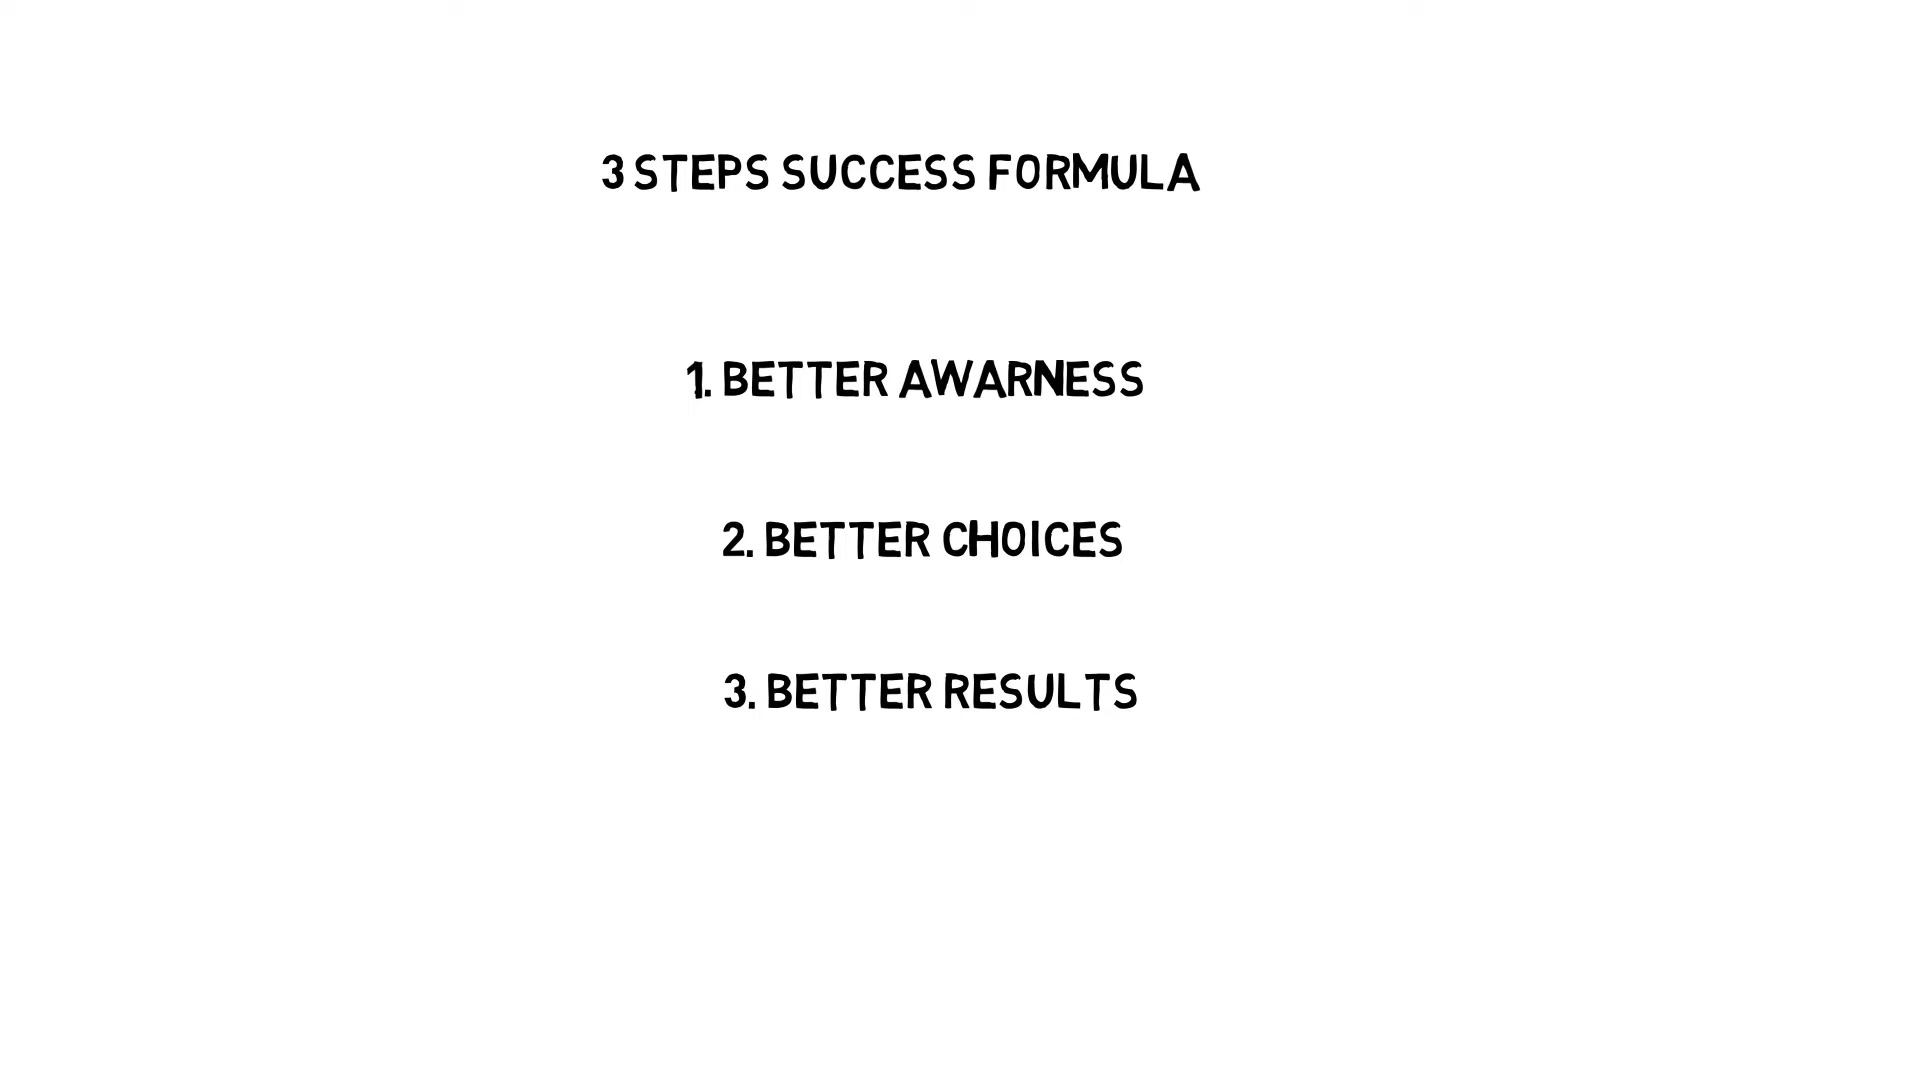 3 STEPS SUCCESS FORMULA
1. BETTER AWARNESS
2. BETTER CHOICES
3. BETTER RESULTS